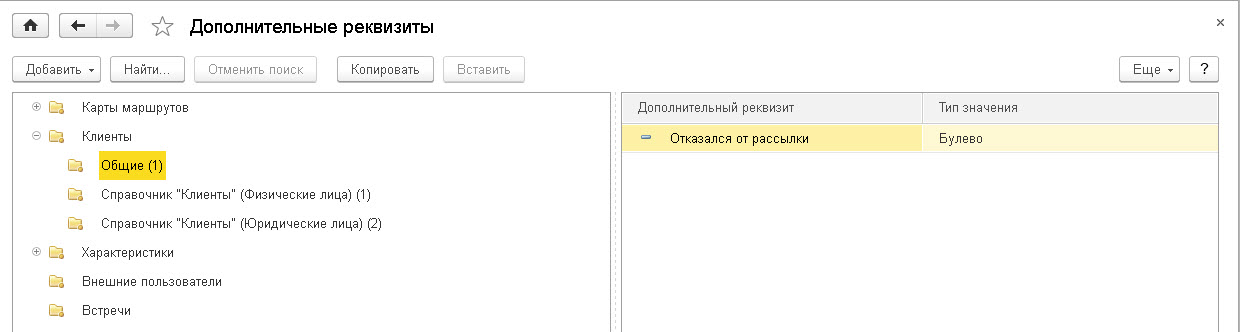 Дополнительные реквизиты
Добавить Найти... Отменить поиск Копировать Вставить Еще ?
Карты маршрутов
Клиенты
Общие (1)
Справочник "Клиенты" (Физические лица) (1)
Справочник "Клиенты" (Юридические лица) (2)
Характеристики
Внешние пользователи
Встречи
Дополнительный реквизит Тип значения
Отказался от рассылки Булево